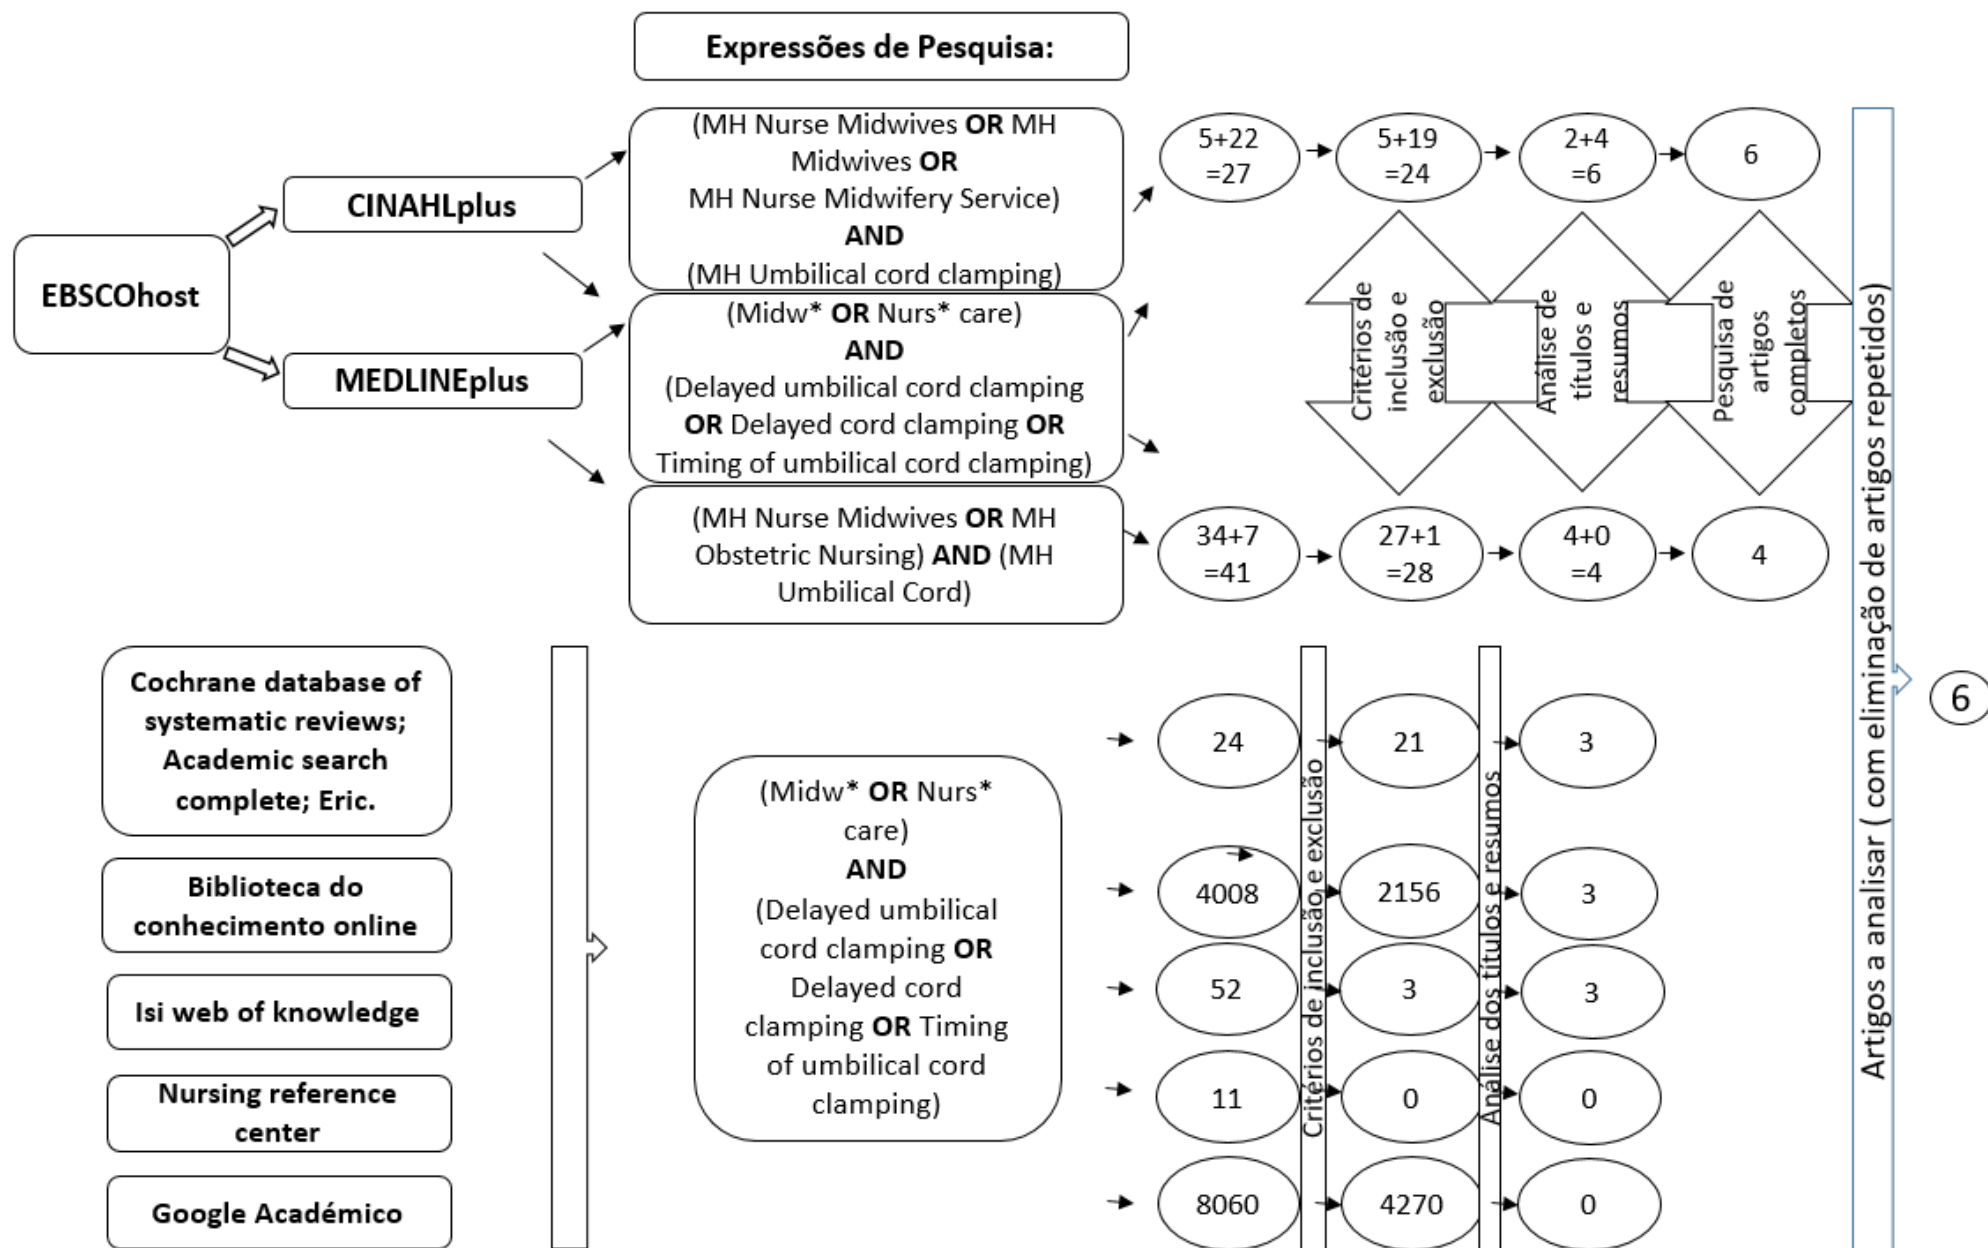 Expressões de Pesquisa:
EBSCOhost
CINAHLplus
MEDLINEplus
(MH Nurse Midwives OR MH
Midwives OR
MH Nurse Midwifery Service)
AND
(MH Umbilical cord clamping)
(Midw* OR Nurs* care)
AND
(Delayed umbilical cord clamping
OR Delayed cord clamping OR
Timing of umbilical cord clamping)
(MH Nurse Midwives OR MH
Obstetric Nursing) AND (MH
Umbilical Cord)
5+22
=27
5+19
=24
2+4
=6
6
Critérios de
inclusão e
exclusão
Análise de
títulos e
resumos
Pesquisa de
artigos
completos
34+7
=41
27+1
=28
4+0
=4
4
Cochrane database of
systematic reviews;
Academic search
complete; Eric.
Biblioteca do
conhecimento online
Isi web of knowledge
Nursing reference
center
Google Académico
(Midw* OR Nurs*
care)
AND
(Delayed umbilical
cord clamping OR
Delayed cord
clamping OR Timing
of umbilical cord
clamping)
24
21
3
4008
2156
3
52
3
3
11
0
0
8060
4270
0
Critérios de inclusão e exclusão
Análise dos títulos e resumos
Artigos a analisar ( com eliminação de artigos repetidos)
6